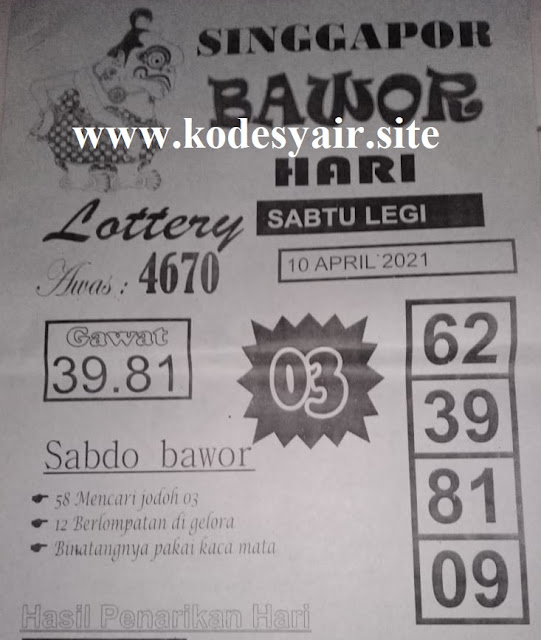 SINGGAPOR
BAWOR
www.kodesyair.site
HARI
Lottery
SABTU LEGI
Awas : 4670
10 APRIL 2021
Gawat
39.81
03
62
39
81
09
Sabdo bawor
58 Mencari jodoh 03
12 Berlompatan di gelora
Binatangnya pakai kaca mata
Hasil Penarikan Hari